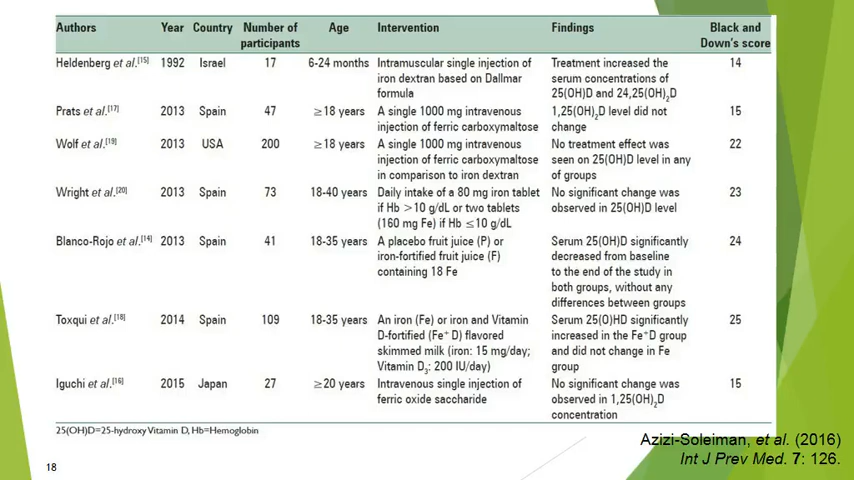 Authors Year Country Number of participants Age Intervention Findings Black and Down's score
Heldenberg et al.[15] 1992 Israel 17 6-24 months Intramuscular single injection of iron dextran based on Dallmar formula Treatment increased the serum concentrations of 25(OH)D and 24,25(OH)2D 14
Prats et al.[17] 2013 Spain 47 ≥18 years A single 1000 mg intravenous injection of ferric carboxymaltose 1,25(OH)2D level did not change 15
Wolf et al.[19] 2013 USA 200 ≥18 years A single 1000 mg intravenous injection of ferric carboxymaltose in comparison to iron dextran No treatment effect was seen on 25(OH)D level in any of groups 22
Wright et al.[20] 2013 Spain 73 18-40 years Daily intake of a 80 mg iron tablet if Hb >10 g/dL or two tablets (160 mg Fe) if Hb ≤10 g/dL No significant change was observed in 25(OH)D level 23
Blanco-Rojo et al.[14] 2013 Spain 41 18-35 years A placebo fruit juice (P) or iron-fortified fruit juice (F) containing 18 Fe Serum 25(OH)D significantly decreased from baseline to the end of the study in both groups, without any differences between groups 24
Toxqui et al.[18] 2014 Spain 109 18-35 years An iron (Fe) or iron and Vitamin D-fortified (Fe+ D) flavored skimmed milk (iron: 15 mg/day; Vitamin D3: 200 IU/day) Serum 25(O)HD significantly increased in the Fe+D group and did not change in Fe group 25
Iguchi et al.[16] 2015 Japan 27 ≥20 years Intravenous single injection of ferric oxide saccharide No significant change was observed in 1,25(OH)2D concentration 15
25(OH)D=25-hydroxy Vitamin D, Hb=Hemoglobin
Azizi-Soleiman, et al. (2016)
Int J Prev Med. 7: 126.
18